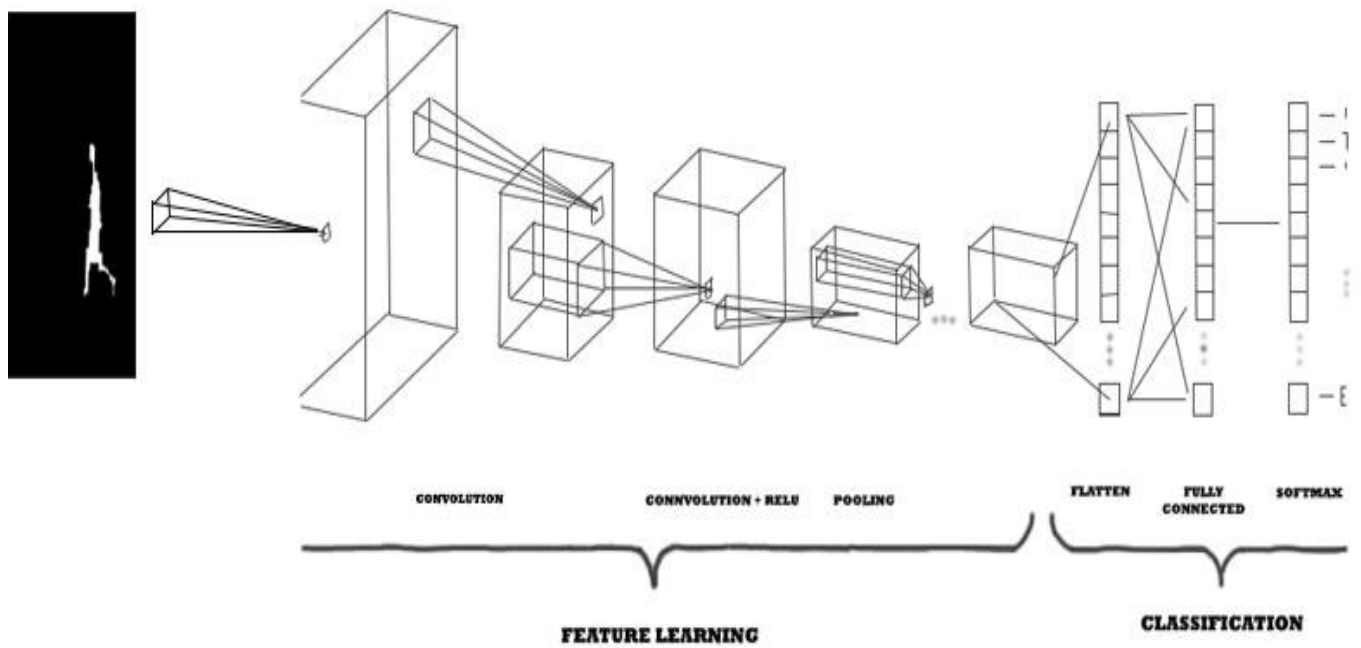 CONVOLUTION
CONNVOLUTION + RELU
POOLING
FLATTEN
FULLY
CONNECTED
SOFTMAX
FEATURE LEARNING
CLASSIFICATION